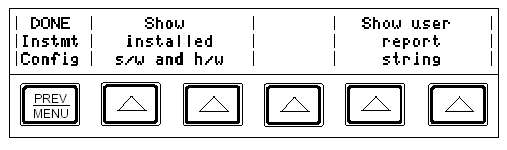 | DONE | Show | | Show user |
|Instmt | installed | | report |
|Config | s/w and h/w | | string |
PREV
MENU